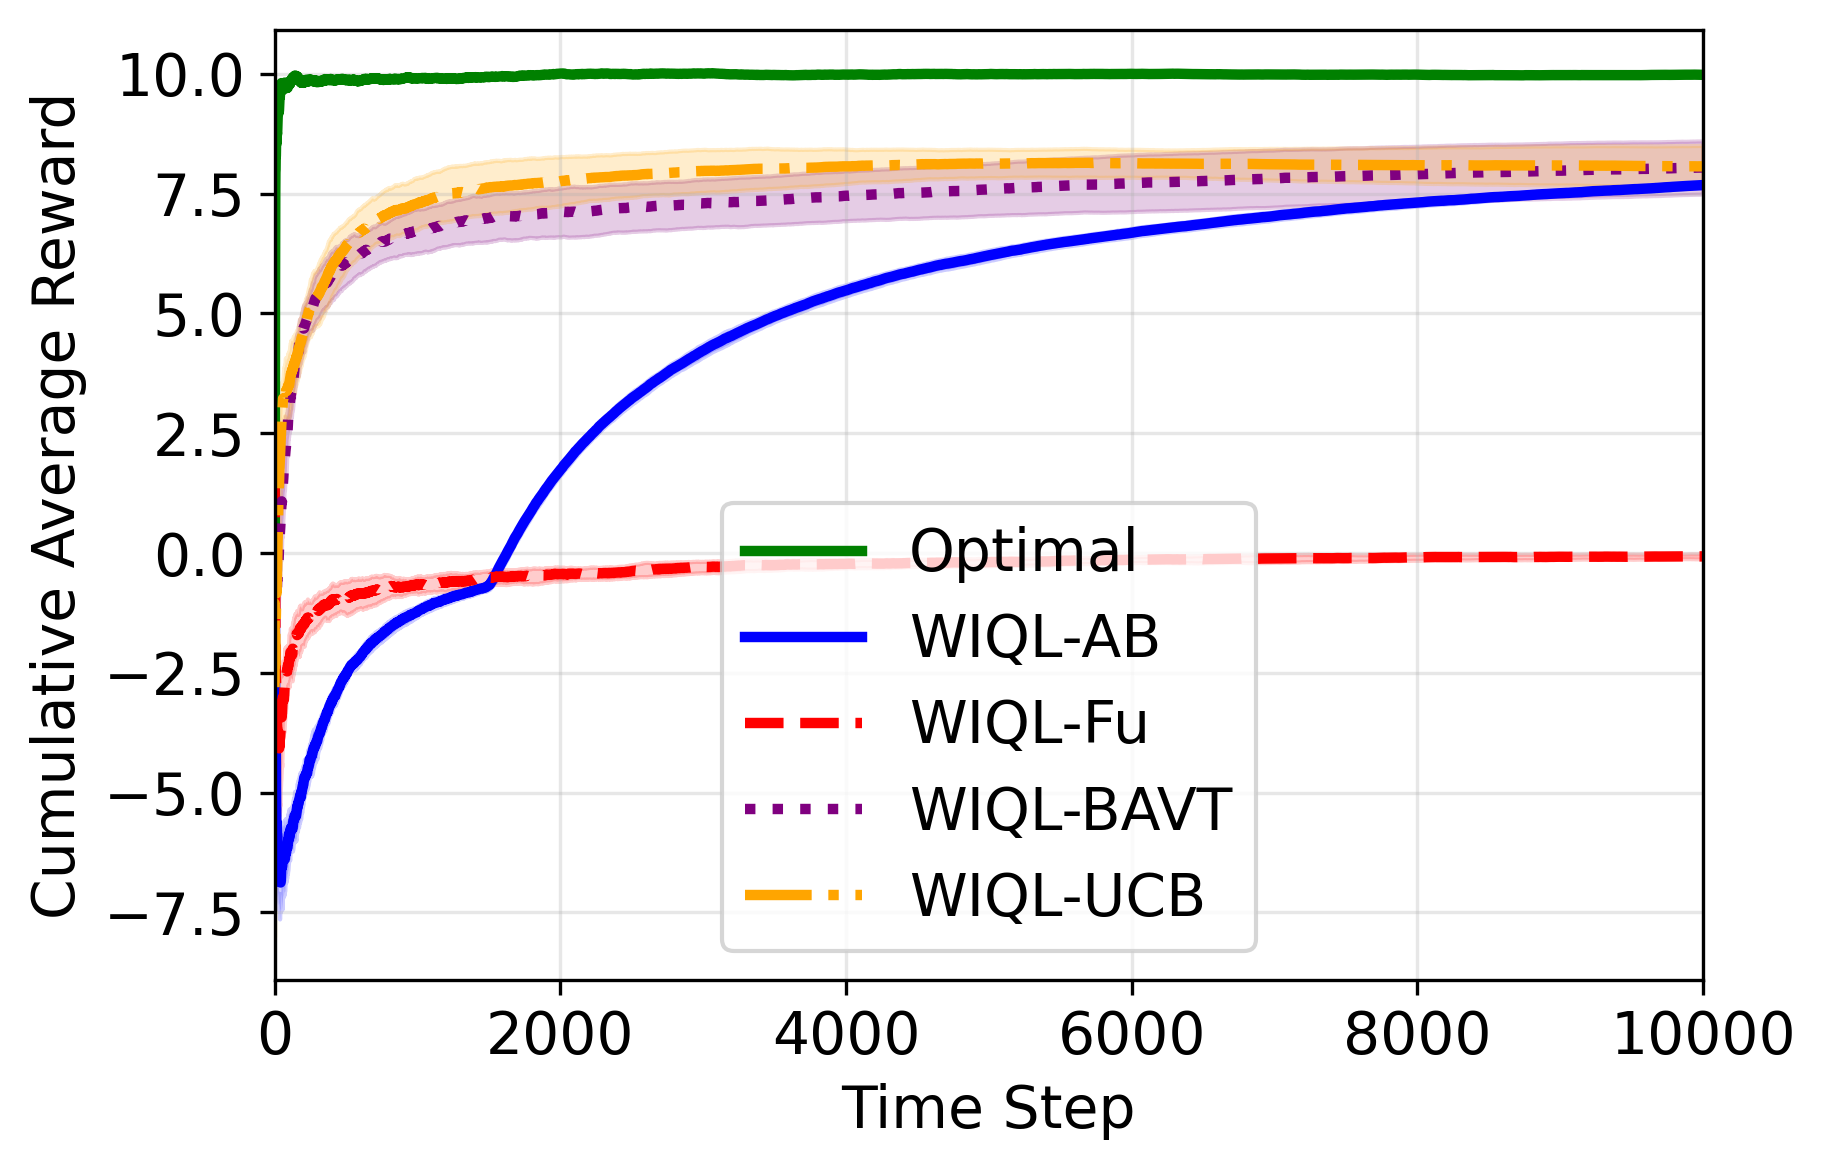 Cumulative Average Reward
10.0
7.5
5.0
2.5
0.0
−2.5
−5.0
−7.5
Optimal
WIQL-AB
WIQL-Fu
WIQL-BAVT
WIQL-UCB
0 2000 4000 6000 8000 10000
Time Step